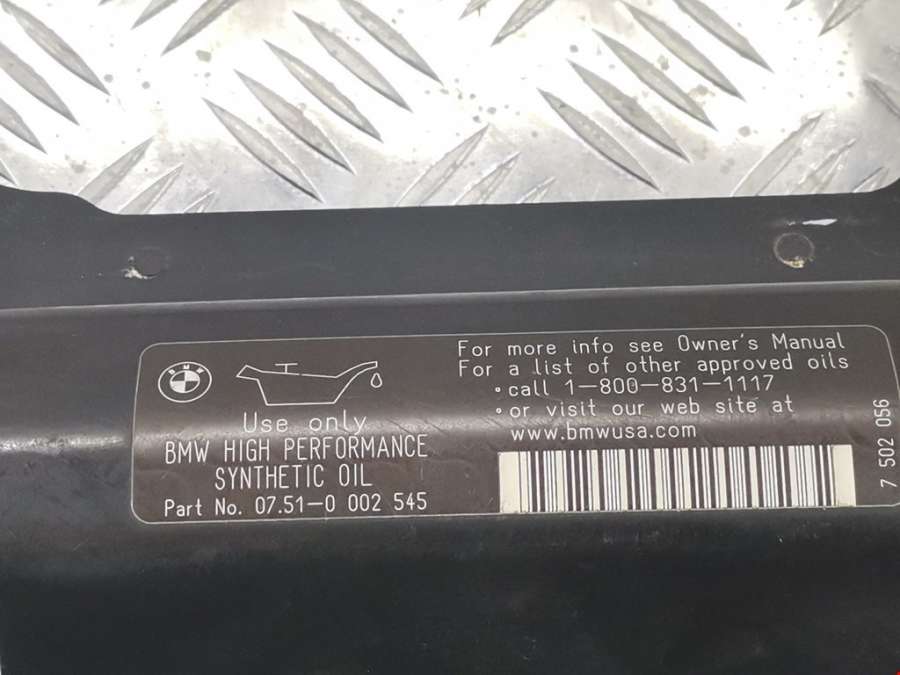 BMW
Use only
BMW HIGH PERFORMANCE
SYNTHETIC OIL
Part No. 07.51-0 002 545
For more info see Owner's Manual
For a list of other approved oils
• call 1-800-831-1117
• or visit our web site at
www.bmwusa.com
7 502 056